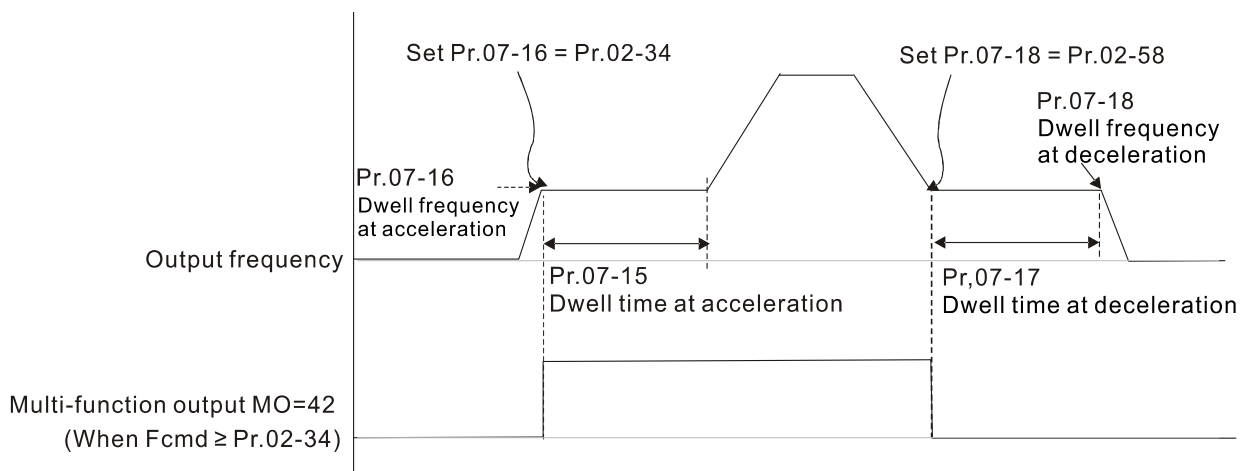 Set Pr.07-16 = Pr.02-34
Set Pr.07-18 = Pr.02-58
Pr.07-18
Dwell frequency
at deceleration
Pr.07-16
Dwell frequency
at acceleration
Output frequency
Pr.07-15
Dwell time at acceleration
Pr,07-17
Dwell time at deceleration
Multi-function output MO=42
(When Fcmd ≥ Pr.02-34)